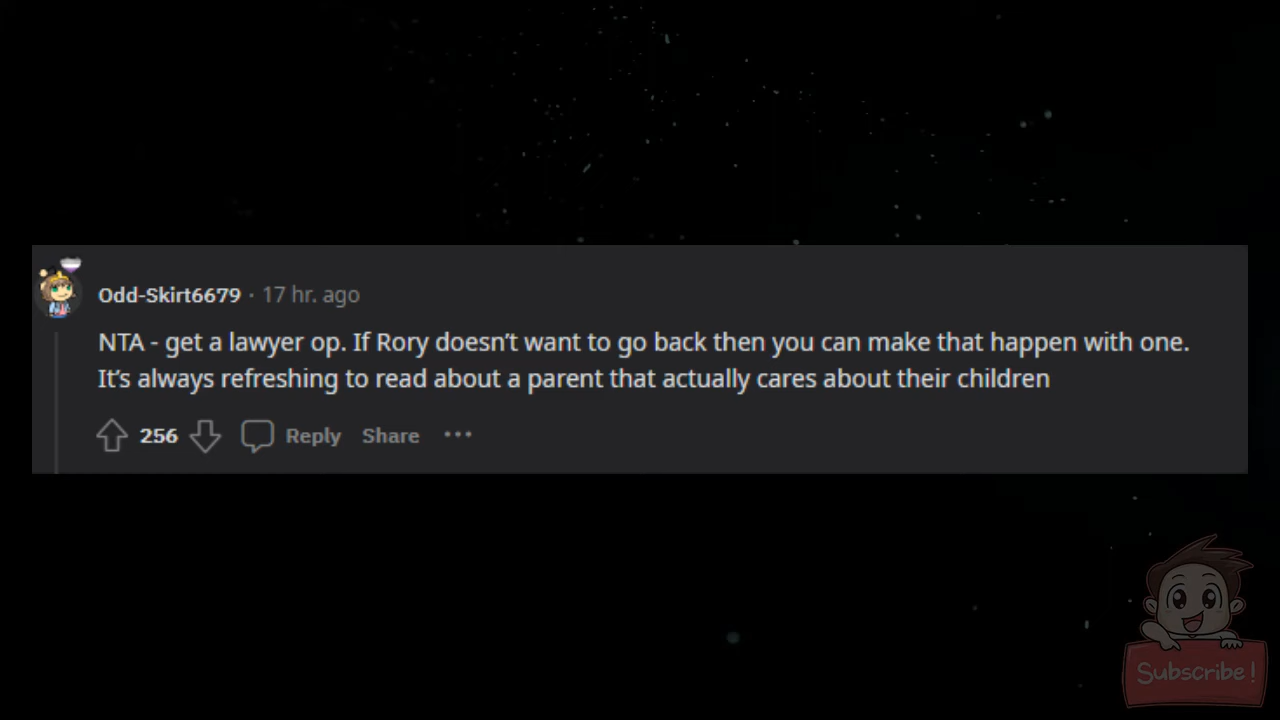 Odd-Skirt6679 · 17 hr. ago
NTA - get a lawyer op. If Rory doesn’t want to go back then you can make that happen with one.
It’s always refreshing to read about a parent that actually cares about their children
256 Reply Share ···
Subscribe!